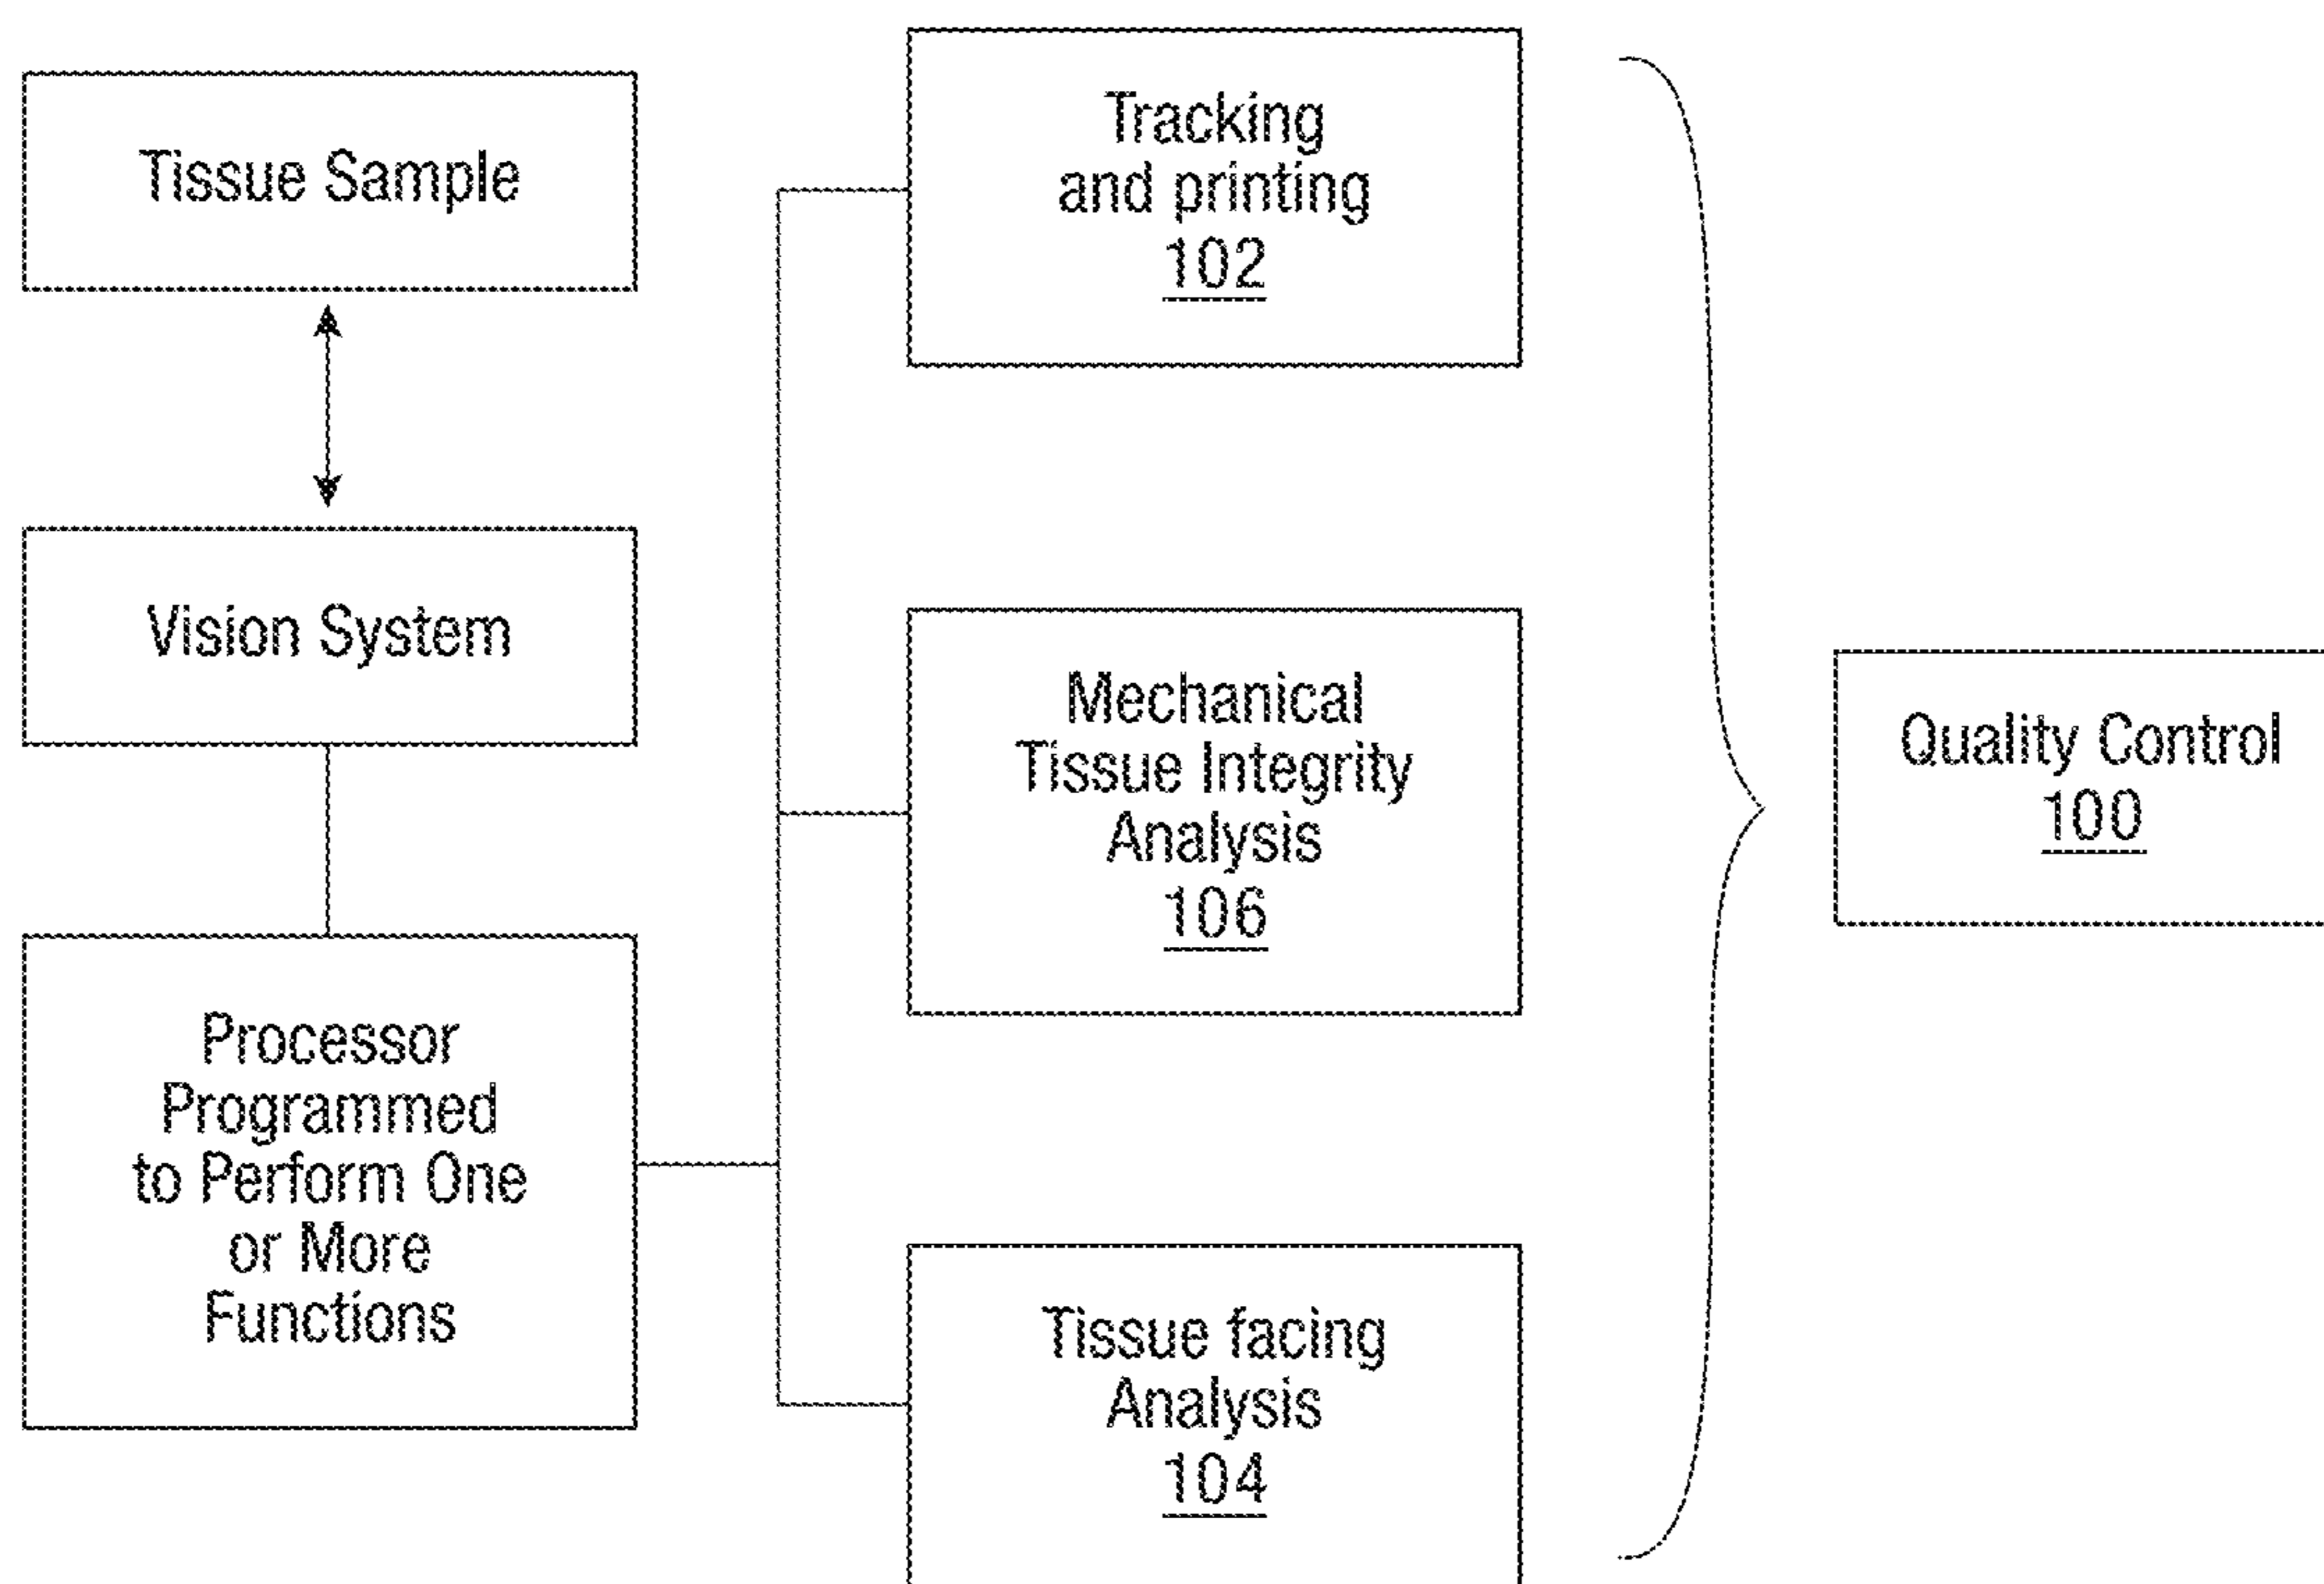 Tissue Sample
Vision System
Processor
Programmed
to Perform One
or More
Functions
Tracking
and printing
102
Mechanical
Tissue Integrity
Analysis
106
Tissue facing
Analysis
104
Quality Control
100